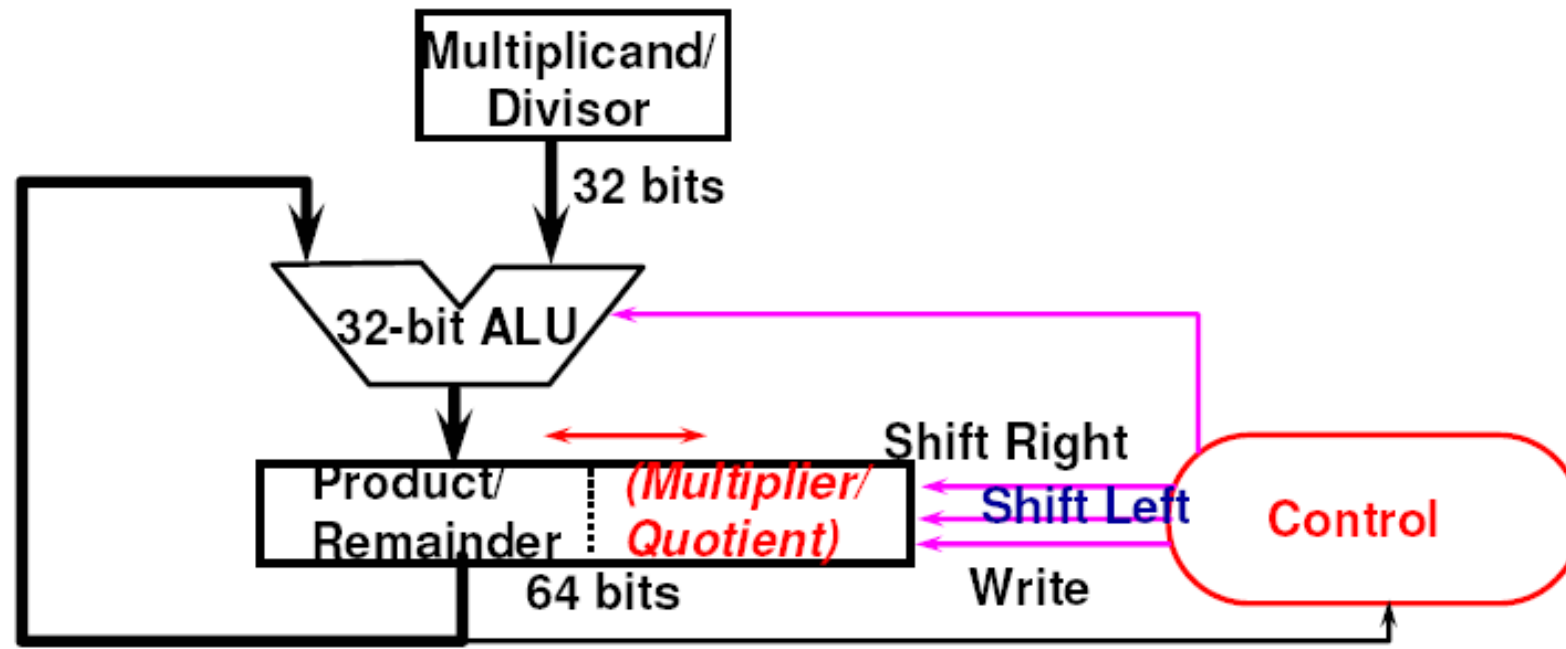 Multiplicand/
Divisor
32 bits
32-bit ALU
Shift Right
Product/
Remainder
(Multiplier/
Quotient)
Shift Left
Control
Write
64 bits